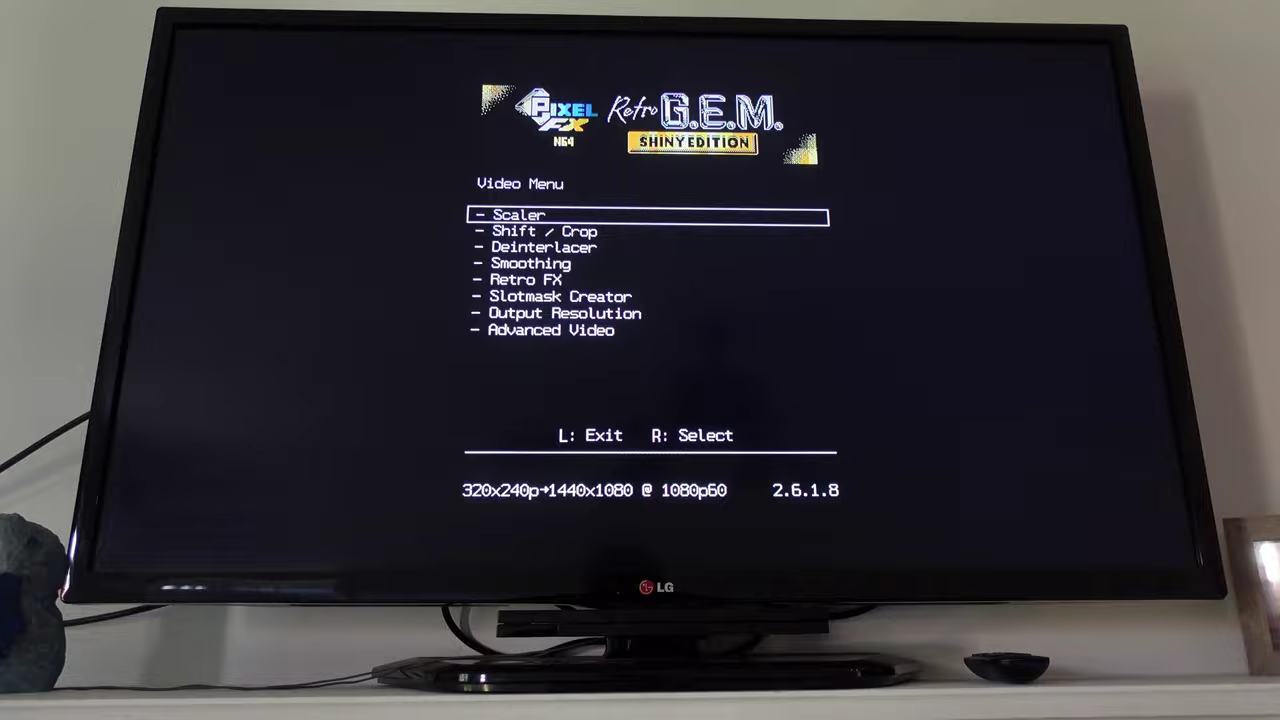 PIXEL FX N64
Retro G.E.M.
SHINYEDITION
Video Menu
- Scaler
- Shift / Crop
- Deinterlacer
- Smoothing
- Retro FX
- Slotmask Creator
- Output Resolution
- Advanced Video
L: Exit R: Select
320x240p→1440x1080 @ 1080p60 2.6.1.8
LG